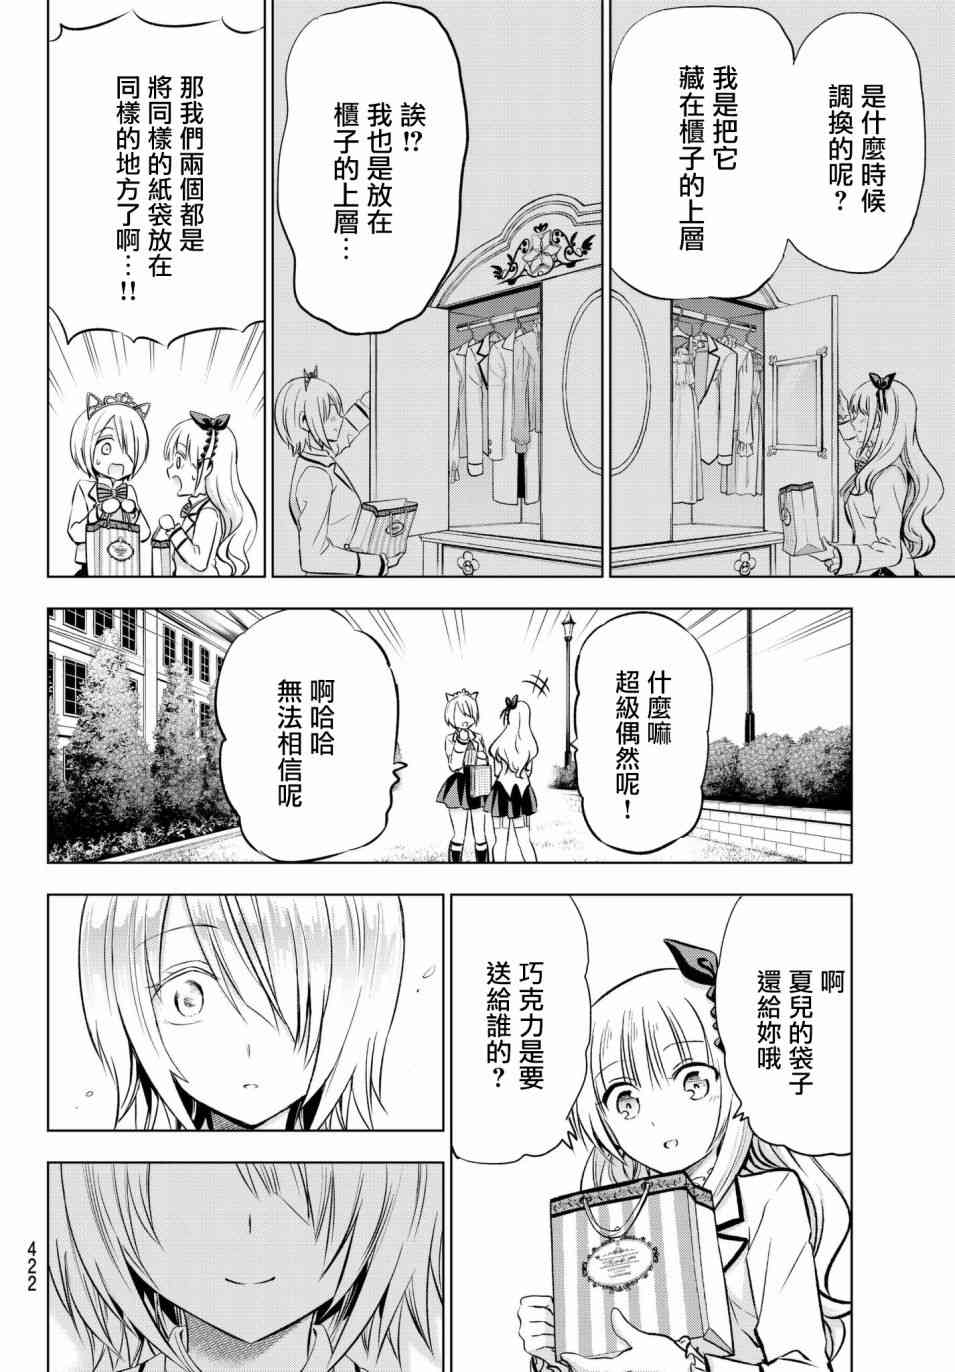 是什麼時候
調換的呢？
我是把它
藏在櫃子的上層
誒!?
我也是放在
櫃子的上層…
那我們兩個都是
將同樣的紙袋放在
同樣的地方了啊…!!
什麼嘛
超級偶然呢！
啊哈哈
無法相信呢
啊
夏兒的袋子
還給妳哦
巧克力是要
送給誰的？
422